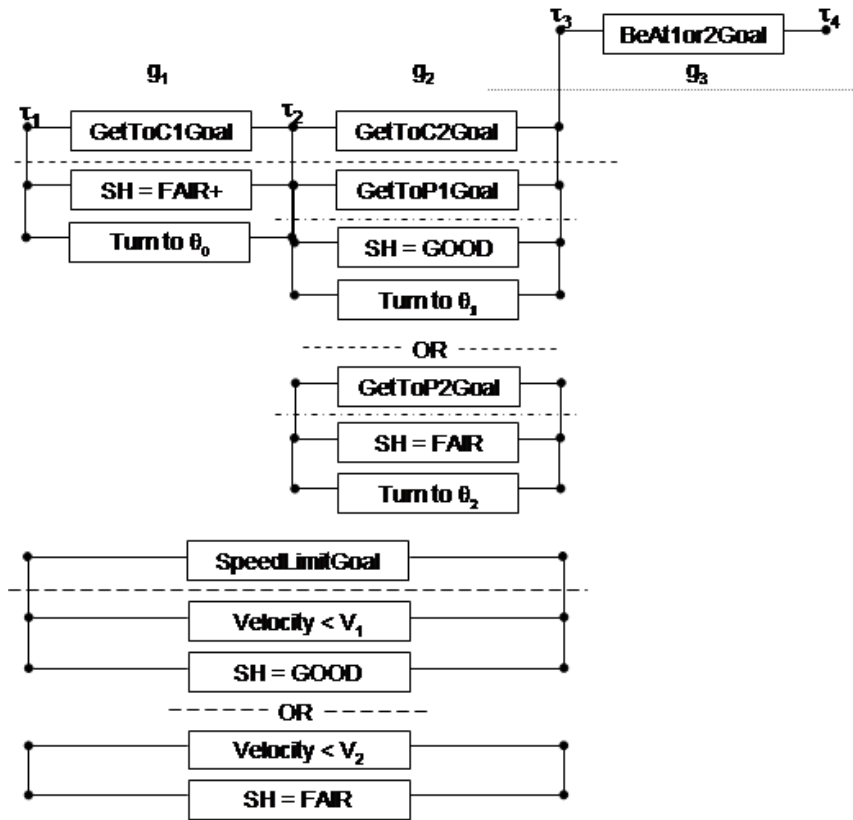 τ₃ τ₄
BeAt1or2Goal
g₁ g₂ g₃
τ₁ τ₂
GetToC1Goal GetToC2Goal
SH = FAIR+ GetToP1Goal
Turn to θ₀ SH = GOOD
Turn to θ₁
OR
GetToP2Goal
SH = FAIR
Turn to θ₂
SpeedLimitGoal
Velocity < V₁
SH = GOOD
OR
Velocity < V₂
SH = FAIR